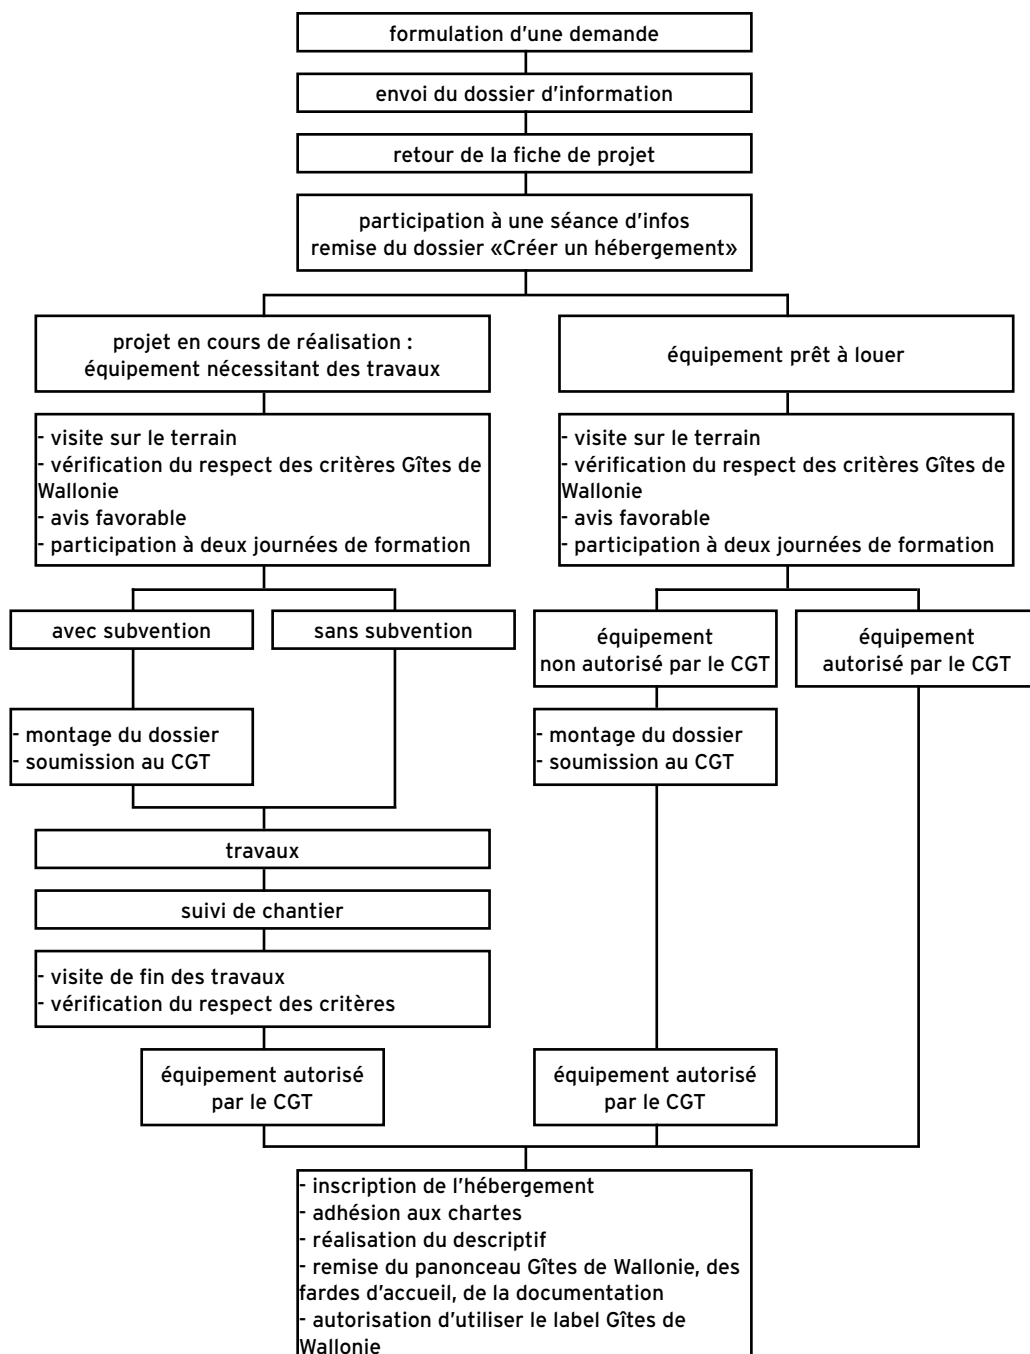 formulation d'une demande
envoi du dossier d'information
retour de la fiche de projet
participation à une séance d'infos
remise du dossier «Créer un hébergement»
projet en cours de réalisation :
équipement nécessitant des travaux
équipement prêt à louer
- visite sur le terrain
- vérification du respect des critères Gîtes de
Wallonie
- avis favorable
- participation à deux journées de formation
- visite sur le terrain
- vérification du respect des critères Gîtes de
Wallonie
- avis favorable
- participation à deux journées de formation
avec subvention
sans subvention
équipement
non autorisé par le CGT
équipement
autorisé par le CGT
- montage du dossier
- soumission au CGT
- montage du dossier
- soumission au CGT
travaux
suivi de chantier
- visite de fin des travaux
- vérification du respect des critères
équipement autorisé
par le CGT
équipement autorisé
par le CGT
- inscription de l'hébergement
- adhésion aux chartes
- réalisation du descriptif
- remise du panonceau Gîtes de Wallonie, des
fardes d'accueil, de la documentation
- autorisation d'utiliser le label Gîtes de
Wallonie